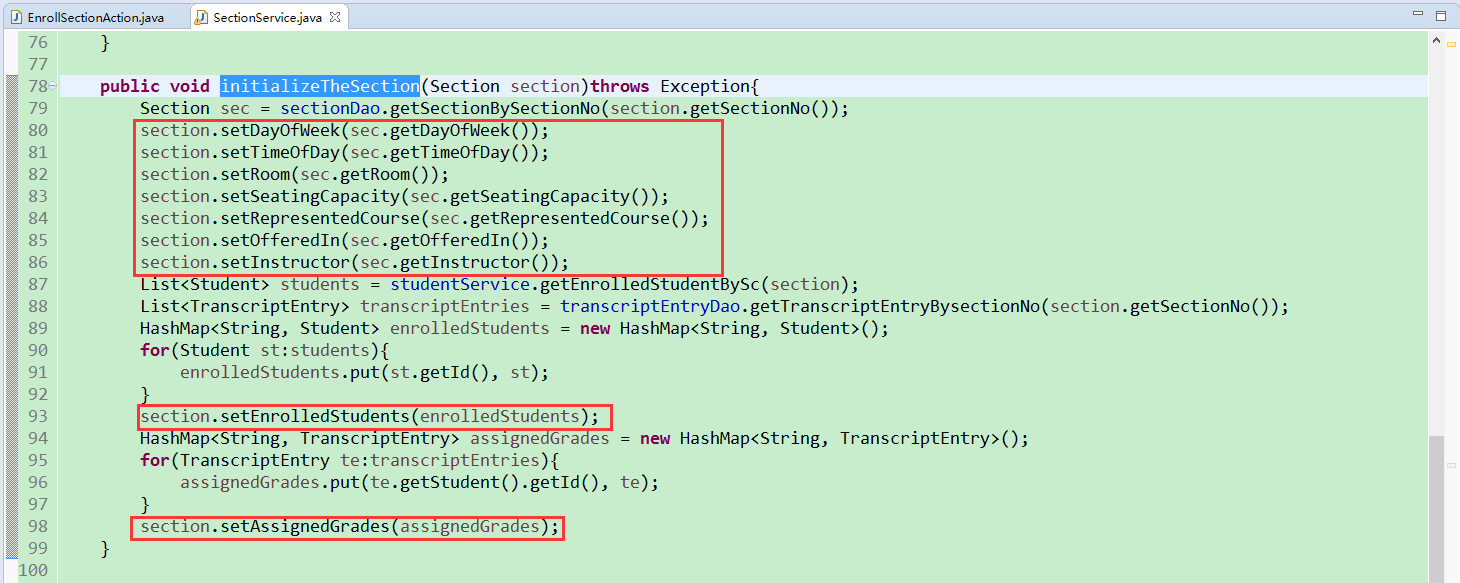 EnrollSectionAction.java SectionService.java
76 }
77
78 public void initializeTheSection(Section section)throws Exception{
79 Section sec = sectionDao.getSectionBySectionNo(section.getSectionNo());
80 section.setDayOfWeek(sec.getDayOfWeek());
81 section.setTimeOfDay(sec.getTimeOfDay());
82 section.setRoom(sec.getRoom());
83 section.setSeatingCapacity(sec.getSeatingCapacity());
84 section.setRepresentedCourse(sec.getRepresentedCourse());
85 section.setOfferedIn(sec.getOfferedIn());
86 section.setInstructor(sec.getInstructor());
87 List<Student> students = studentService.getEnrolledStudentBySc(section);
88 List<TranscriptEntry> transcriptEntries = transcriptEntryDao.getTranscriptEntryBysectionNo(section.getSectionNo());
89 HashMap<String, Student> enrolledStudents = new HashMap<String, Student>();
90 for(Student st:students){
91 enrolledStudents.put(st.getId(), st);
92 }
93 section.setEnrolledStudents(enrolledStudents);
94 HashMap<String, TranscriptEntry> assignedGrades = new HashMap<String, TranscriptEntry>();
95 for(TranscriptEntry te:transcriptEntries){
96 assignedGrades.put(te.getStudent().getId(), te);
97 }
98 section.setAssignedGrades(assignedGrades);
99 }
100